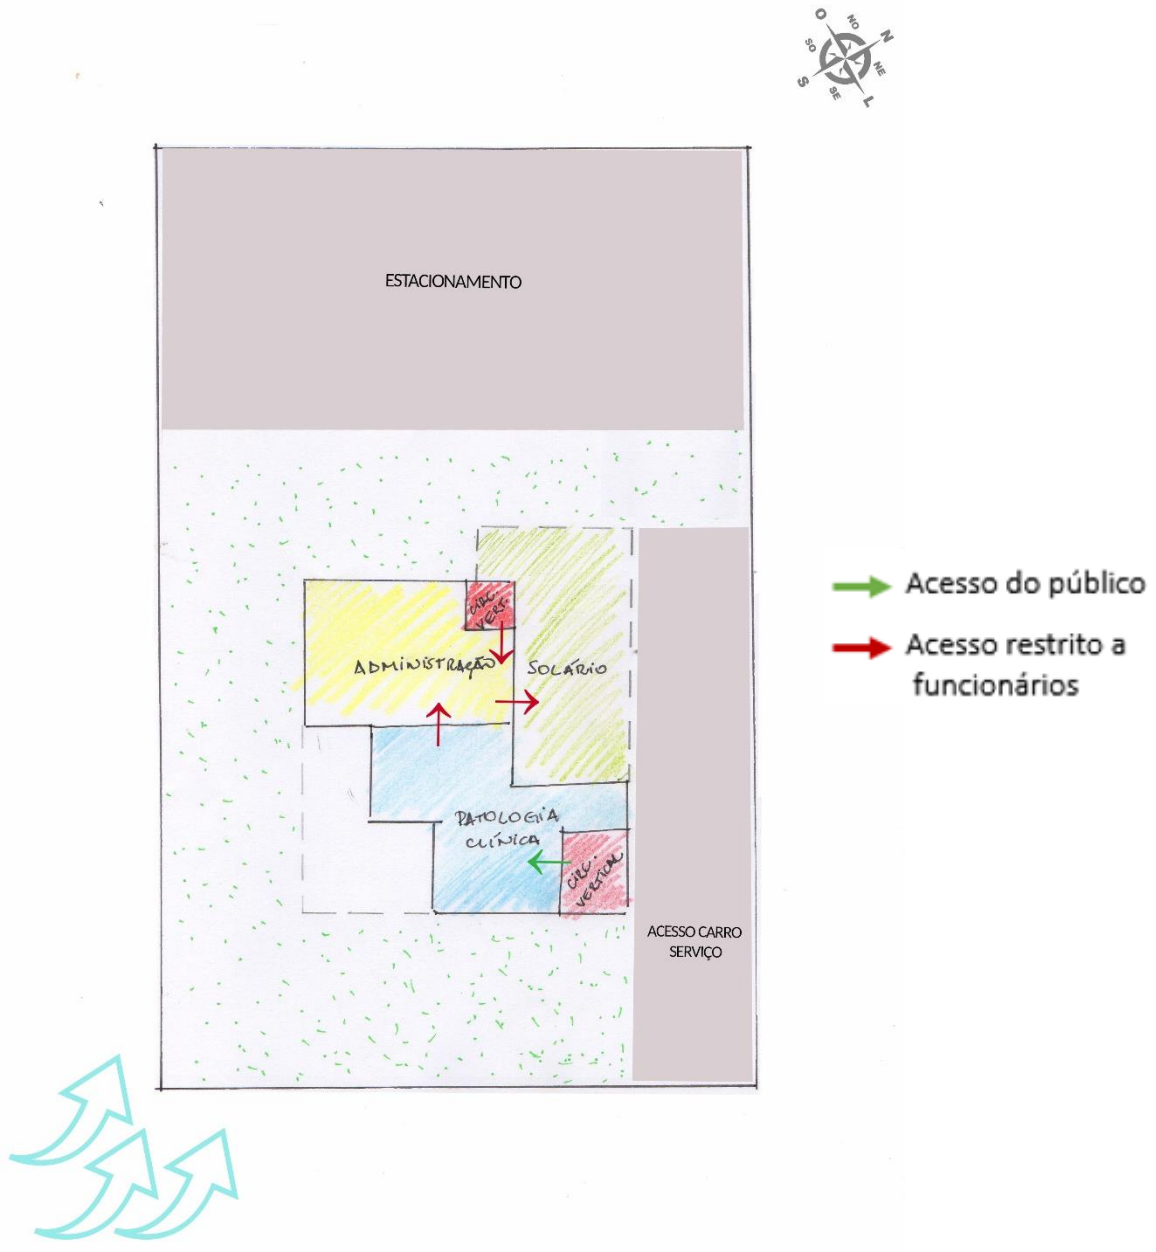 O
NO
N
SO
NE
S
SE
L
ESTACIONAMENTO
CIRC.
VERT.
ADMINISTRAÇÃO
SOLÁRIO
PATOLOGIA
CLÍNICA
CIRC.
VERTICAL
ACESSO CARRO
SERVIÇO
Acesso do público
Acesso restrito a
funcionários